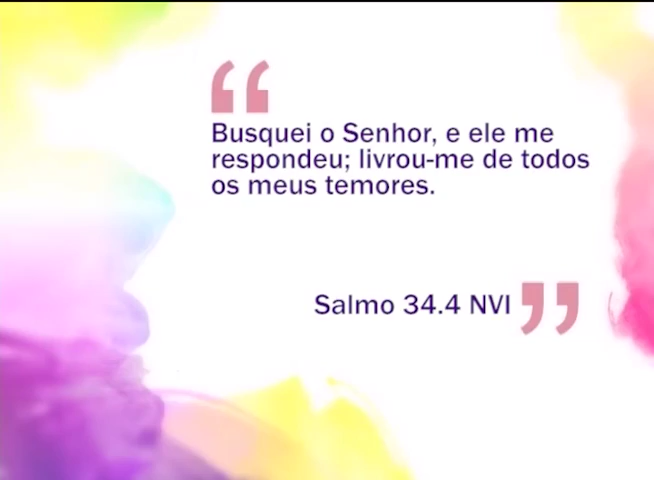 “
Busquei o Senhor, e ele me
respondeu; livrou-me de todos
os meus temores.
Salmo 34.4 NVI ”